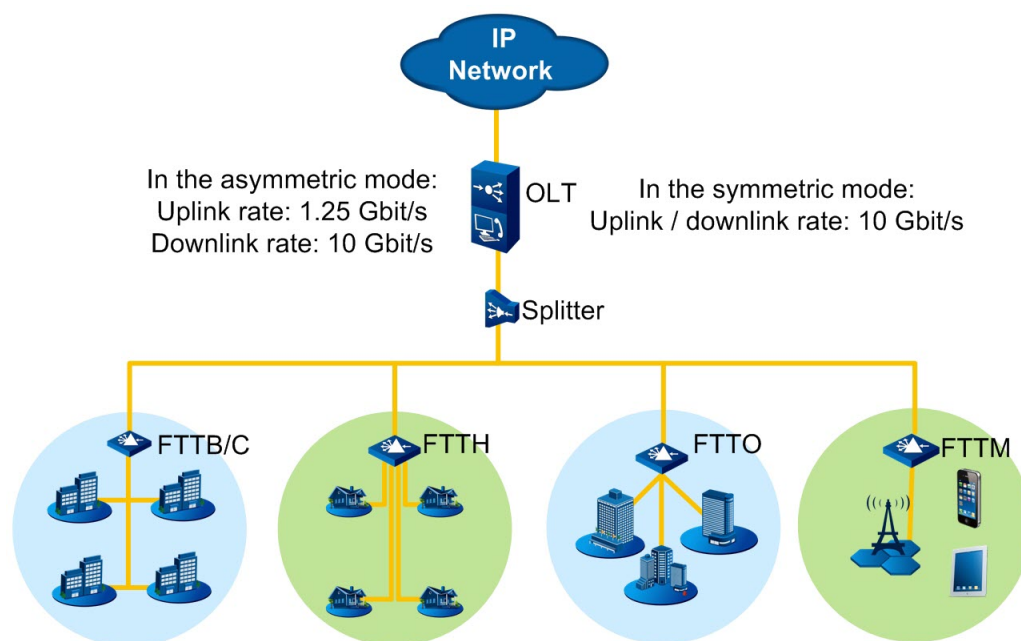 IP
Network
In the asymmetric mode:
Uplink rate: 1.25 Gbit/s
Downlink rate: 10 Gbit/s
OLT
In the symmetric mode:
Uplink / downlink rate: 10 Gbit/s
Splitter
FTTB/C
FTTH
FTTO
FTTM